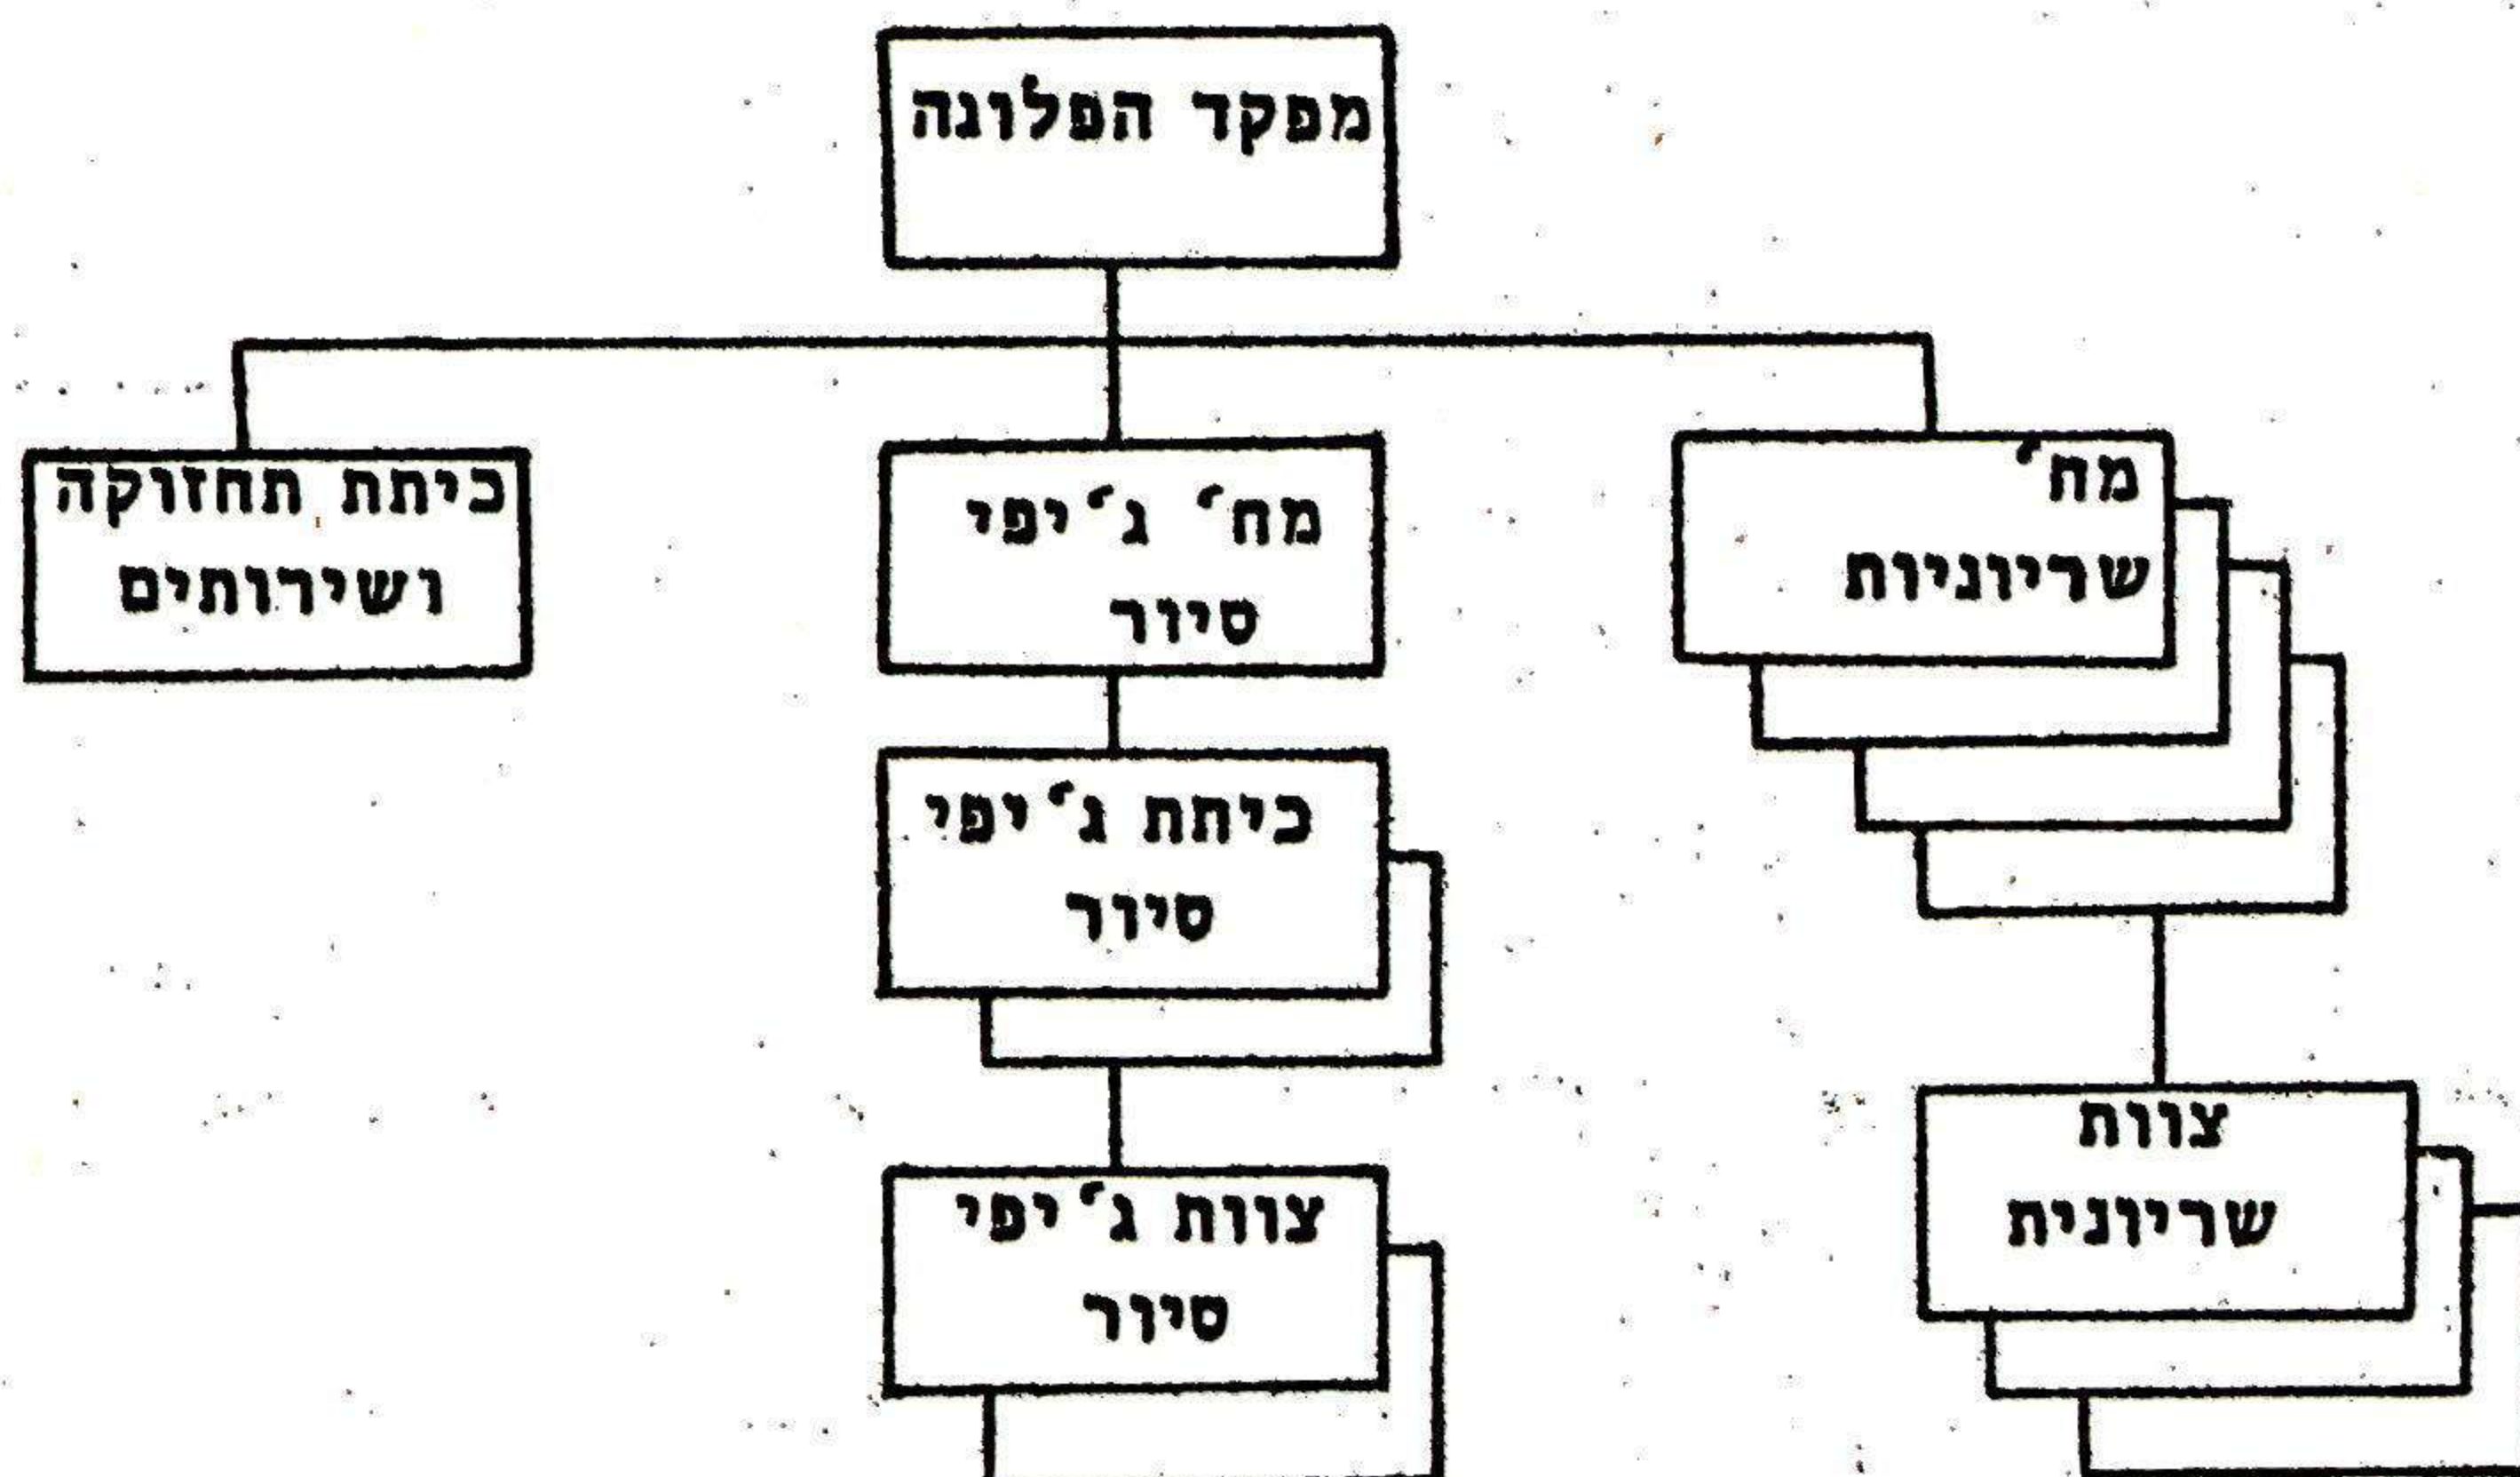 מפקד הפלוגה
מח' שריוניות
מח' ג'יפי
סיור
כיתת תחזוקה
ושירותים
כיתת ג'יפי
סיור
צוות
שריונית
צוות ג'יפי
סיור